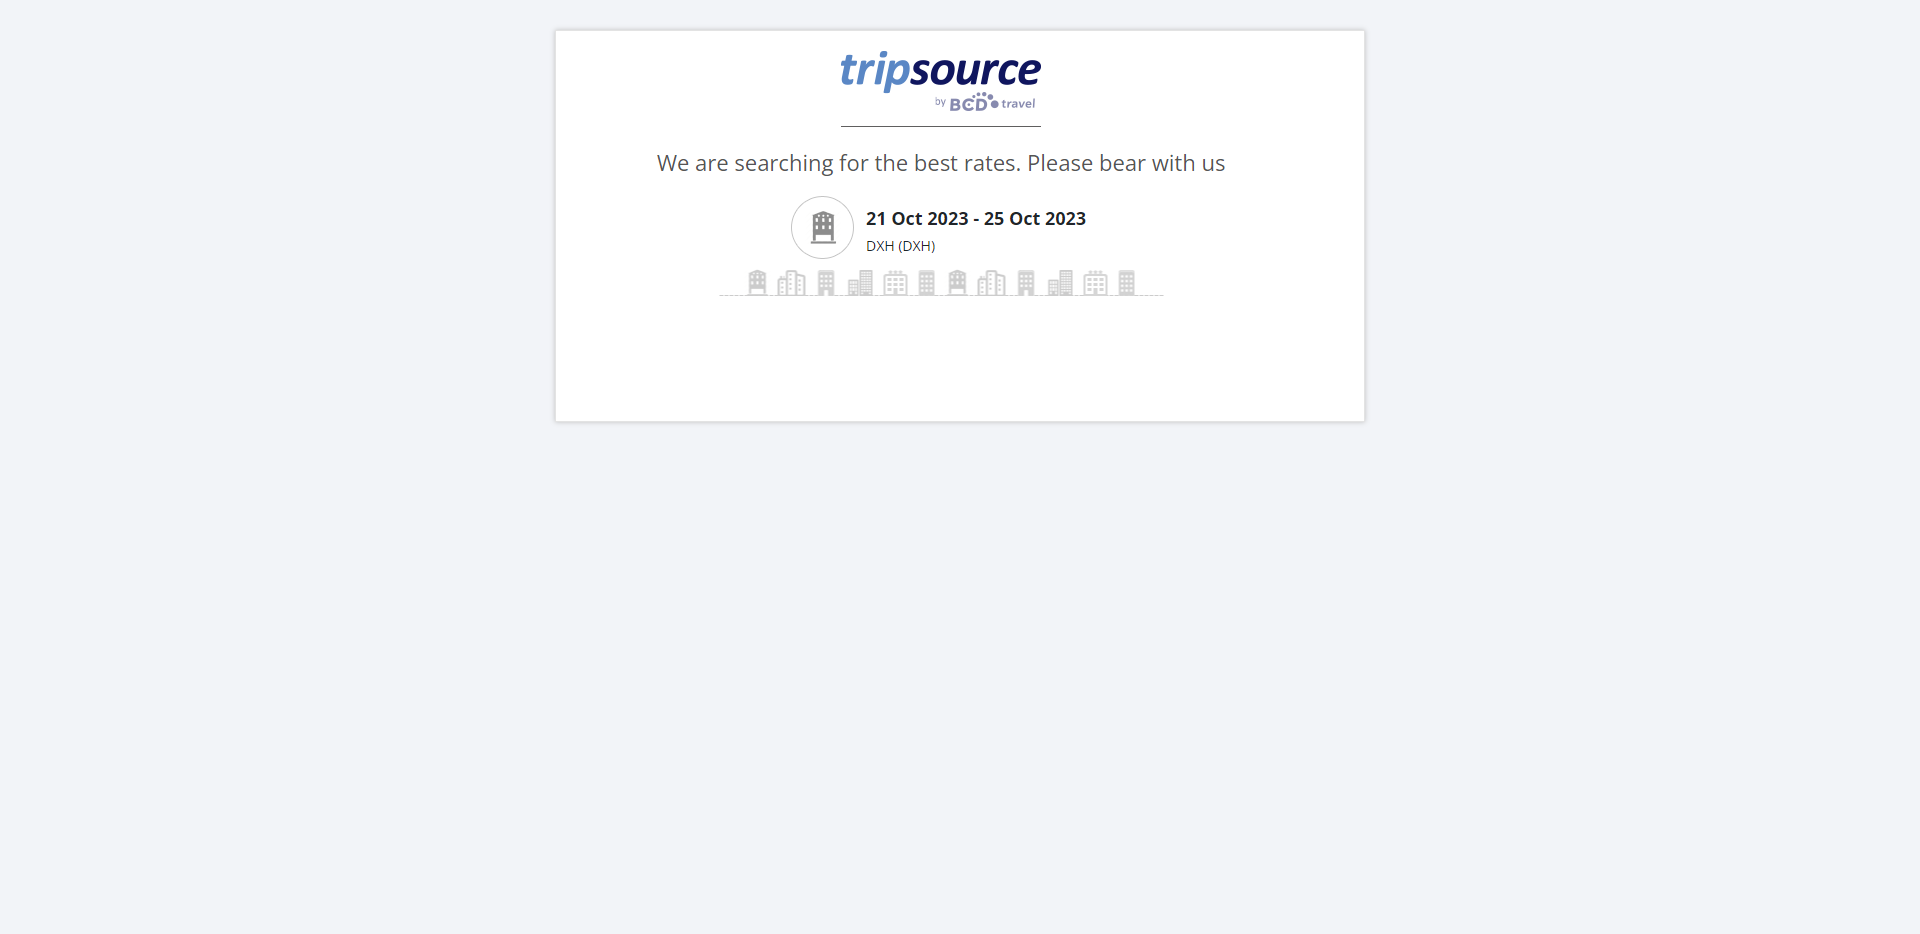 tripsource
by BCD travel
We are searching for the best rates. Please bear with us
21 Oct 2023 - 25 Oct 2023
DXH (DXH)